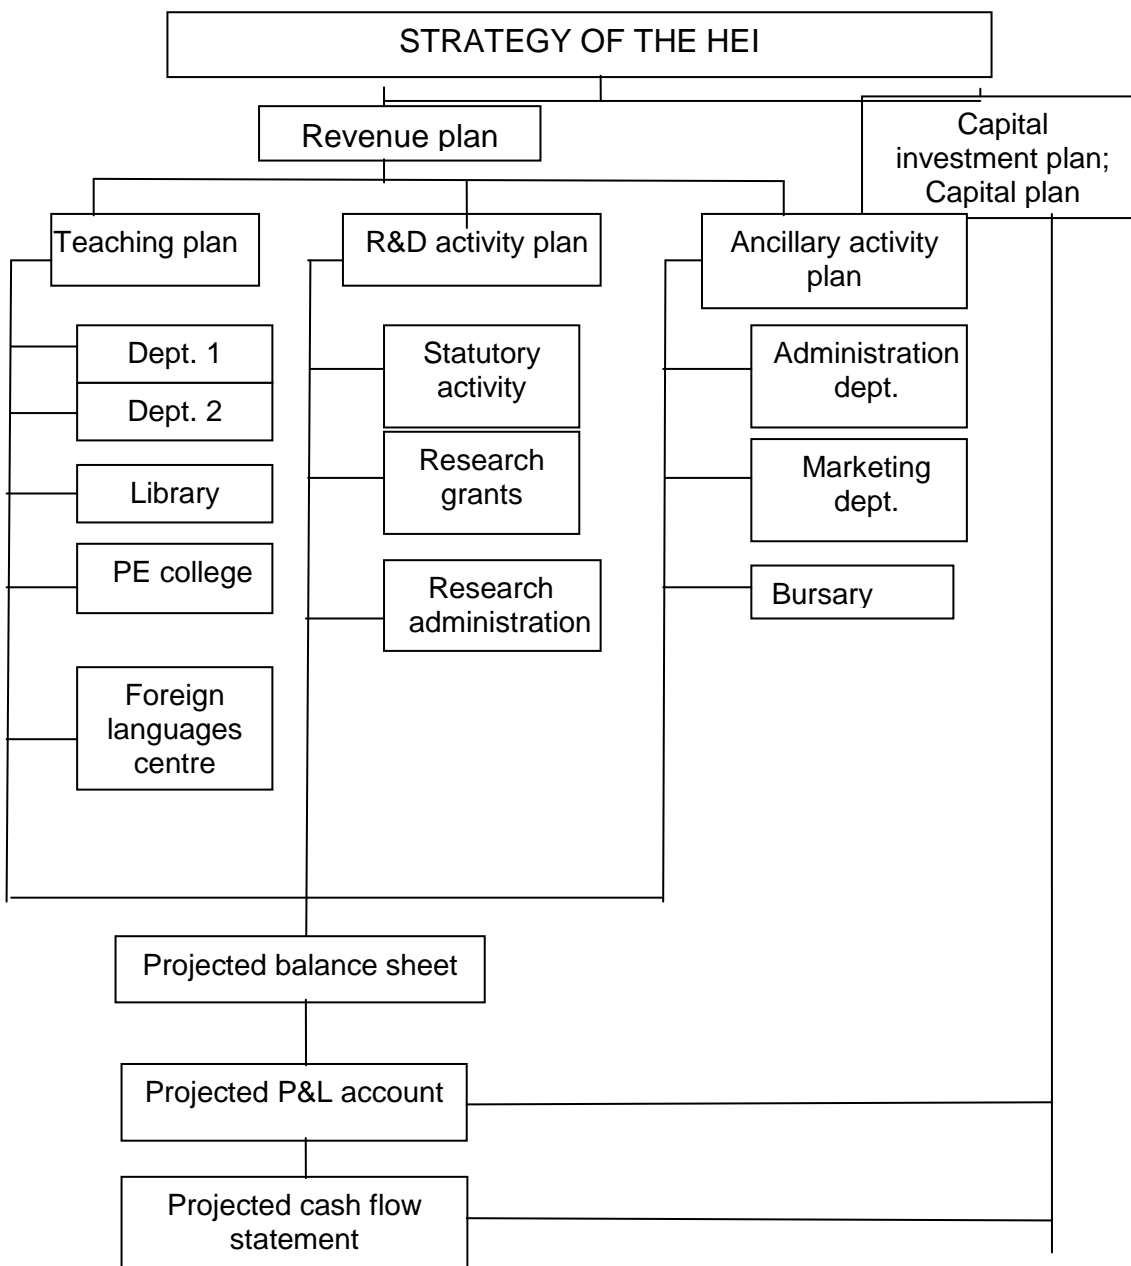 STRATEGY OF THE HEI
Revenue plan
Capital
investment plan;
Capital plan
Teaching plan
R&D activity plan
Ancillary activity
plan
Dept. 1
Dept. 2
Library
PE college
Foreign
languages
centre
Statutory
activity
Research
grants
Research
administration
Administration
dept.
Marketing
dept.
Bursary
Projected balance sheet
Projected P&L account
Projected cash flow
statement